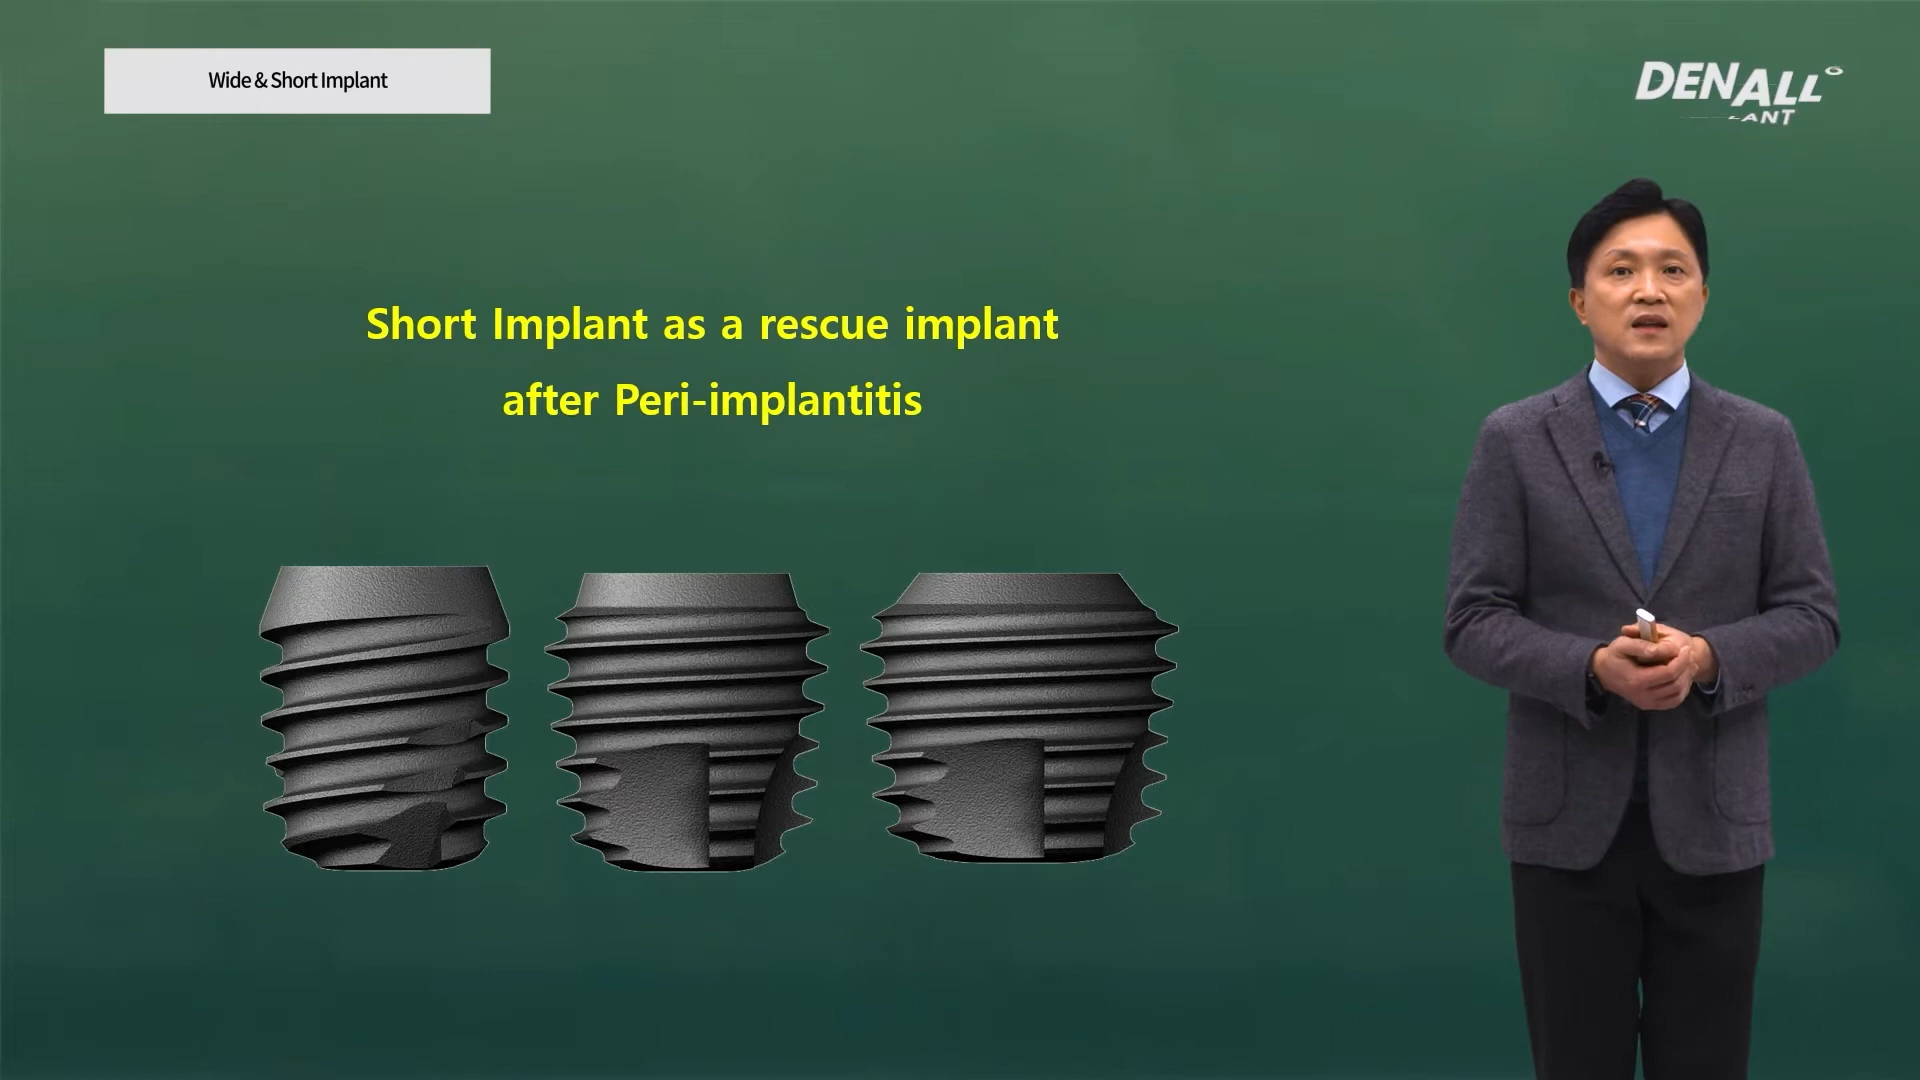 Wide & Short Implant
DENALL
Short Implant as a rescue implant
after Peri-implantitis